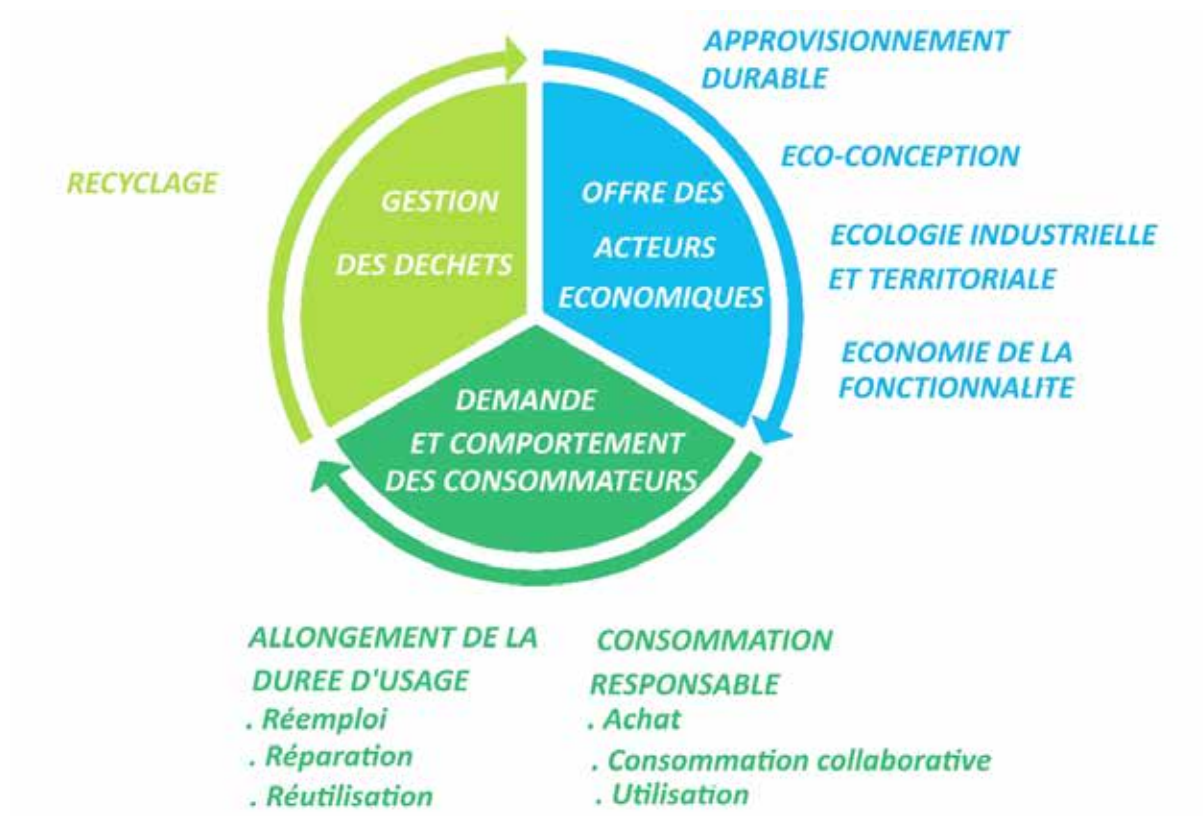 APPROVISIONNEMENT
DURABLE
ECO-CONCEPTION
ECOLOGIE INDUSTRIELLE
ET TERRITORIALE
ECONOMIE DE LA
FONCTIONNALITE
RECYCLAGE
GESTION
DES DECHETS
OFFRE DES
ACTEURS
ECONOMIQUES
DEMANDE
ET COMPORTEMENT
DES CONSOMMATEURS
ALLONGEMENT DE LA
DUREE D'USAGE
. Réemploi
. Réparation
. Réutilisation
CONSOMMATION
RESPONSABLE
. Achat
. Consommation collaborative
. Utilisation